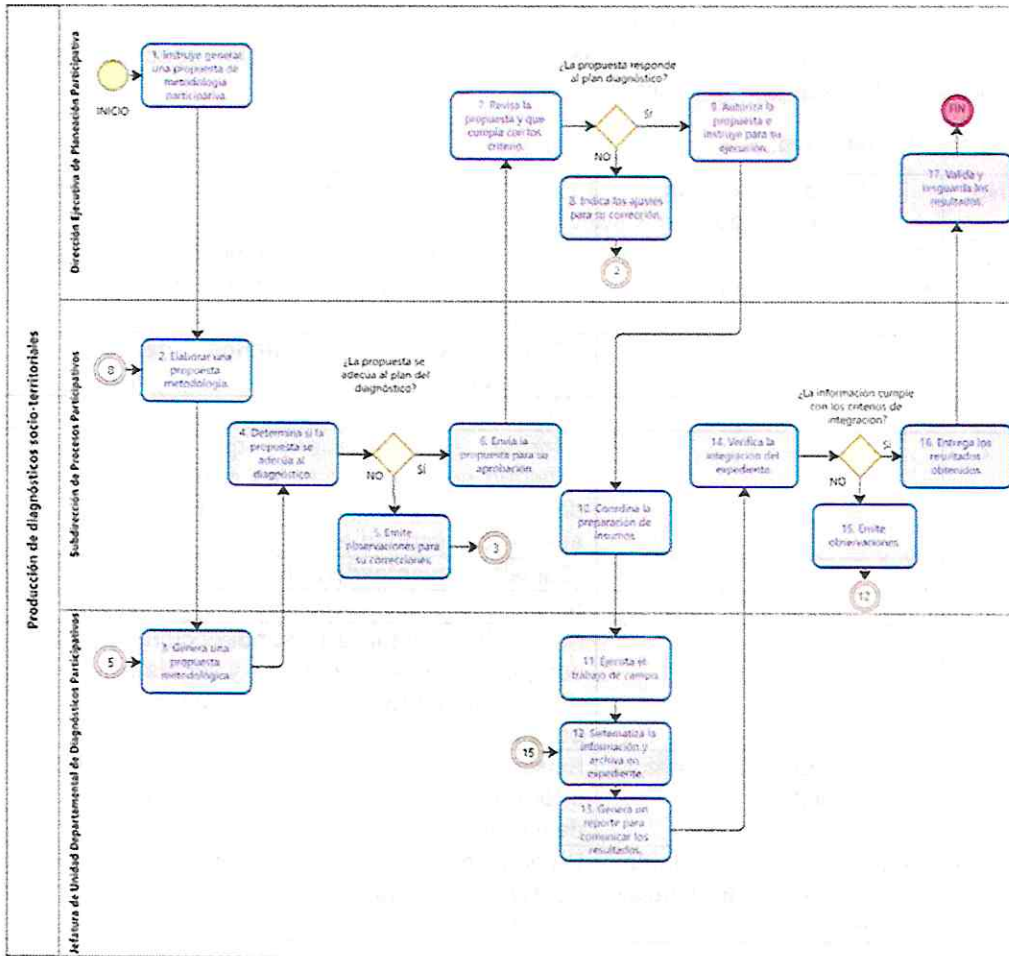 Producción de diagnósticos socio-territoriales
Dirección Ejecutiva de Planeación Participativa
INICIO
1. Instruye general
una propuesta de
metodología
participativa.
7. Revisa la
propuesta y que
cumpla con los
criterio.
¿La propuesta responde
al plan diagnóstico?
SI
NO
8. Indica los ajustes
para su corrección.
2
9. Autoriza la
propuesta e
instruye para su
ejecución.
FIN
17. Valida y
resguarda los
resultados.
Subdirección de Procesos Participativos
8
2. Elaborar una
propuesta
metodología.
4. Determina si la
propuesta se
adecúa al
diagnóstico.
¿La propuesta se
adecua al plan del
diagnóstico?
SÍ
NO
5. Emite
observaciones para
su correcciones.
3
6. Envía la
propuesta para su
aprobación.
10. Coordina la
preparación de
insumos.
14. Verifica la
integración del
expediente.
¿La información cumple
con los criterios de
integración?
SI
NO
15. Emite
observaciones.
12
16. Entrega los
resultados
obtenidos.
Jefatura de Unidad Departamental de Diagnósticos Participativos
5
3. Genera una
propuesta
metodológica.
11. Ejecuta el
trabajo de campo.
15
12. Sistematiza la
información y
archiva en
expediente.
13. Genera un
reporte para
comunicar los
resultados.